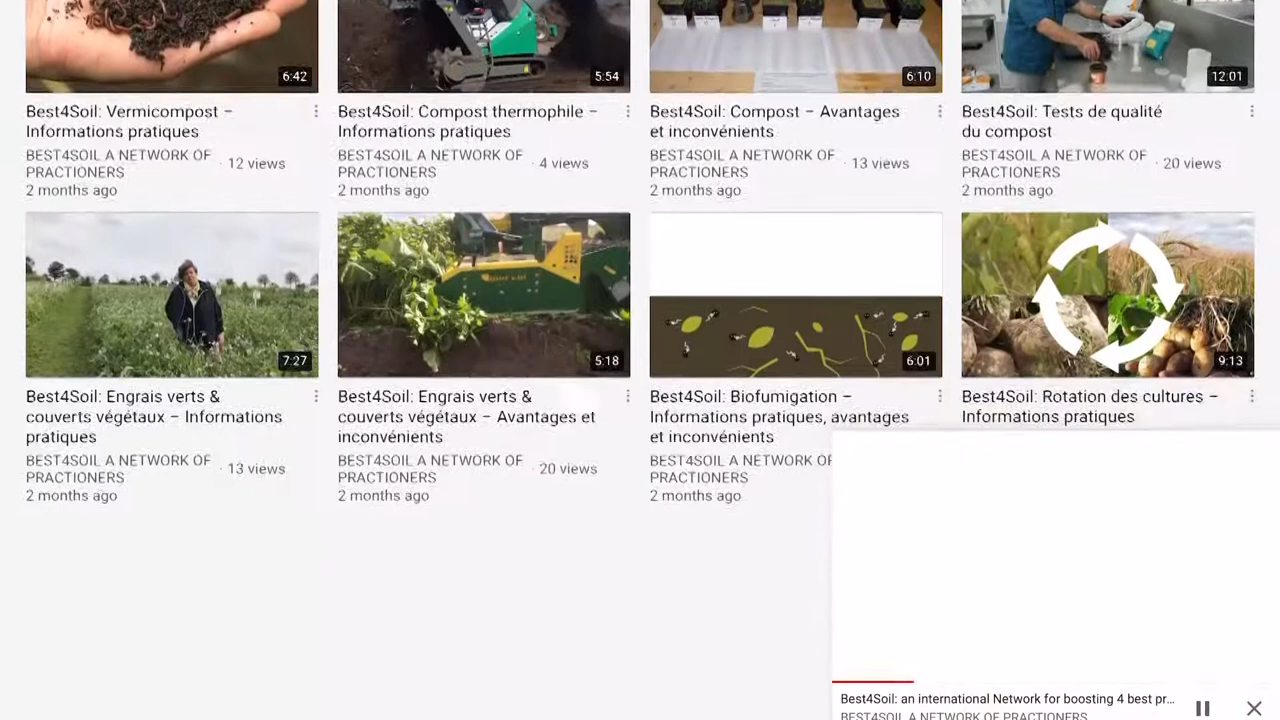 6:42
5:54
6:10
12:01
Best4Soil: Vermicompost –
Informations pratiques
BEST4SOIL A NETWORK OF
PRACTIONERS
· 12 views
2 months ago
Best4Soil: Compost thermophile –
Informations pratiques
BEST4SOIL A NETWORK OF
PRACTIONERS
· 4 views
2 months ago
Best4Soil: Compost – Avantages
et inconvénients
BEST4SOIL A NETWORK OF
PRACTIONERS
· 13 views
2 months ago
Best4Soil: Tests de qualité
du compost
BEST4SOIL A NETWORK OF
PRACTIONERS
· 20 views
2 months ago
7:27
5:18
6:01
9:13
Best4Soil: Engrais verts &
couverts végétaux – Informations
pratiques
BEST4SOIL A NETWORK OF
PRACTIONERS
· 13 views
2 months ago
Best4Soil: Engrais verts &
couverts végétaux – Avantages et
inconvénients
BEST4SOIL A NETWORK OF
PRACTIONERS
· 20 views
2 months ago
Best4Soil: Biofumigation –
Informations pratiques, avantages
et inconvénients
BEST4SOIL A NETWORK OF
PRACTIONERS
2 months ago
Best4Soil: Rotation des cultures –
Informations pratiques
Best4Soil: an international Network for boosting 4 best pr...
BEST4SOIL A NETWORK OF PRACTIONERS